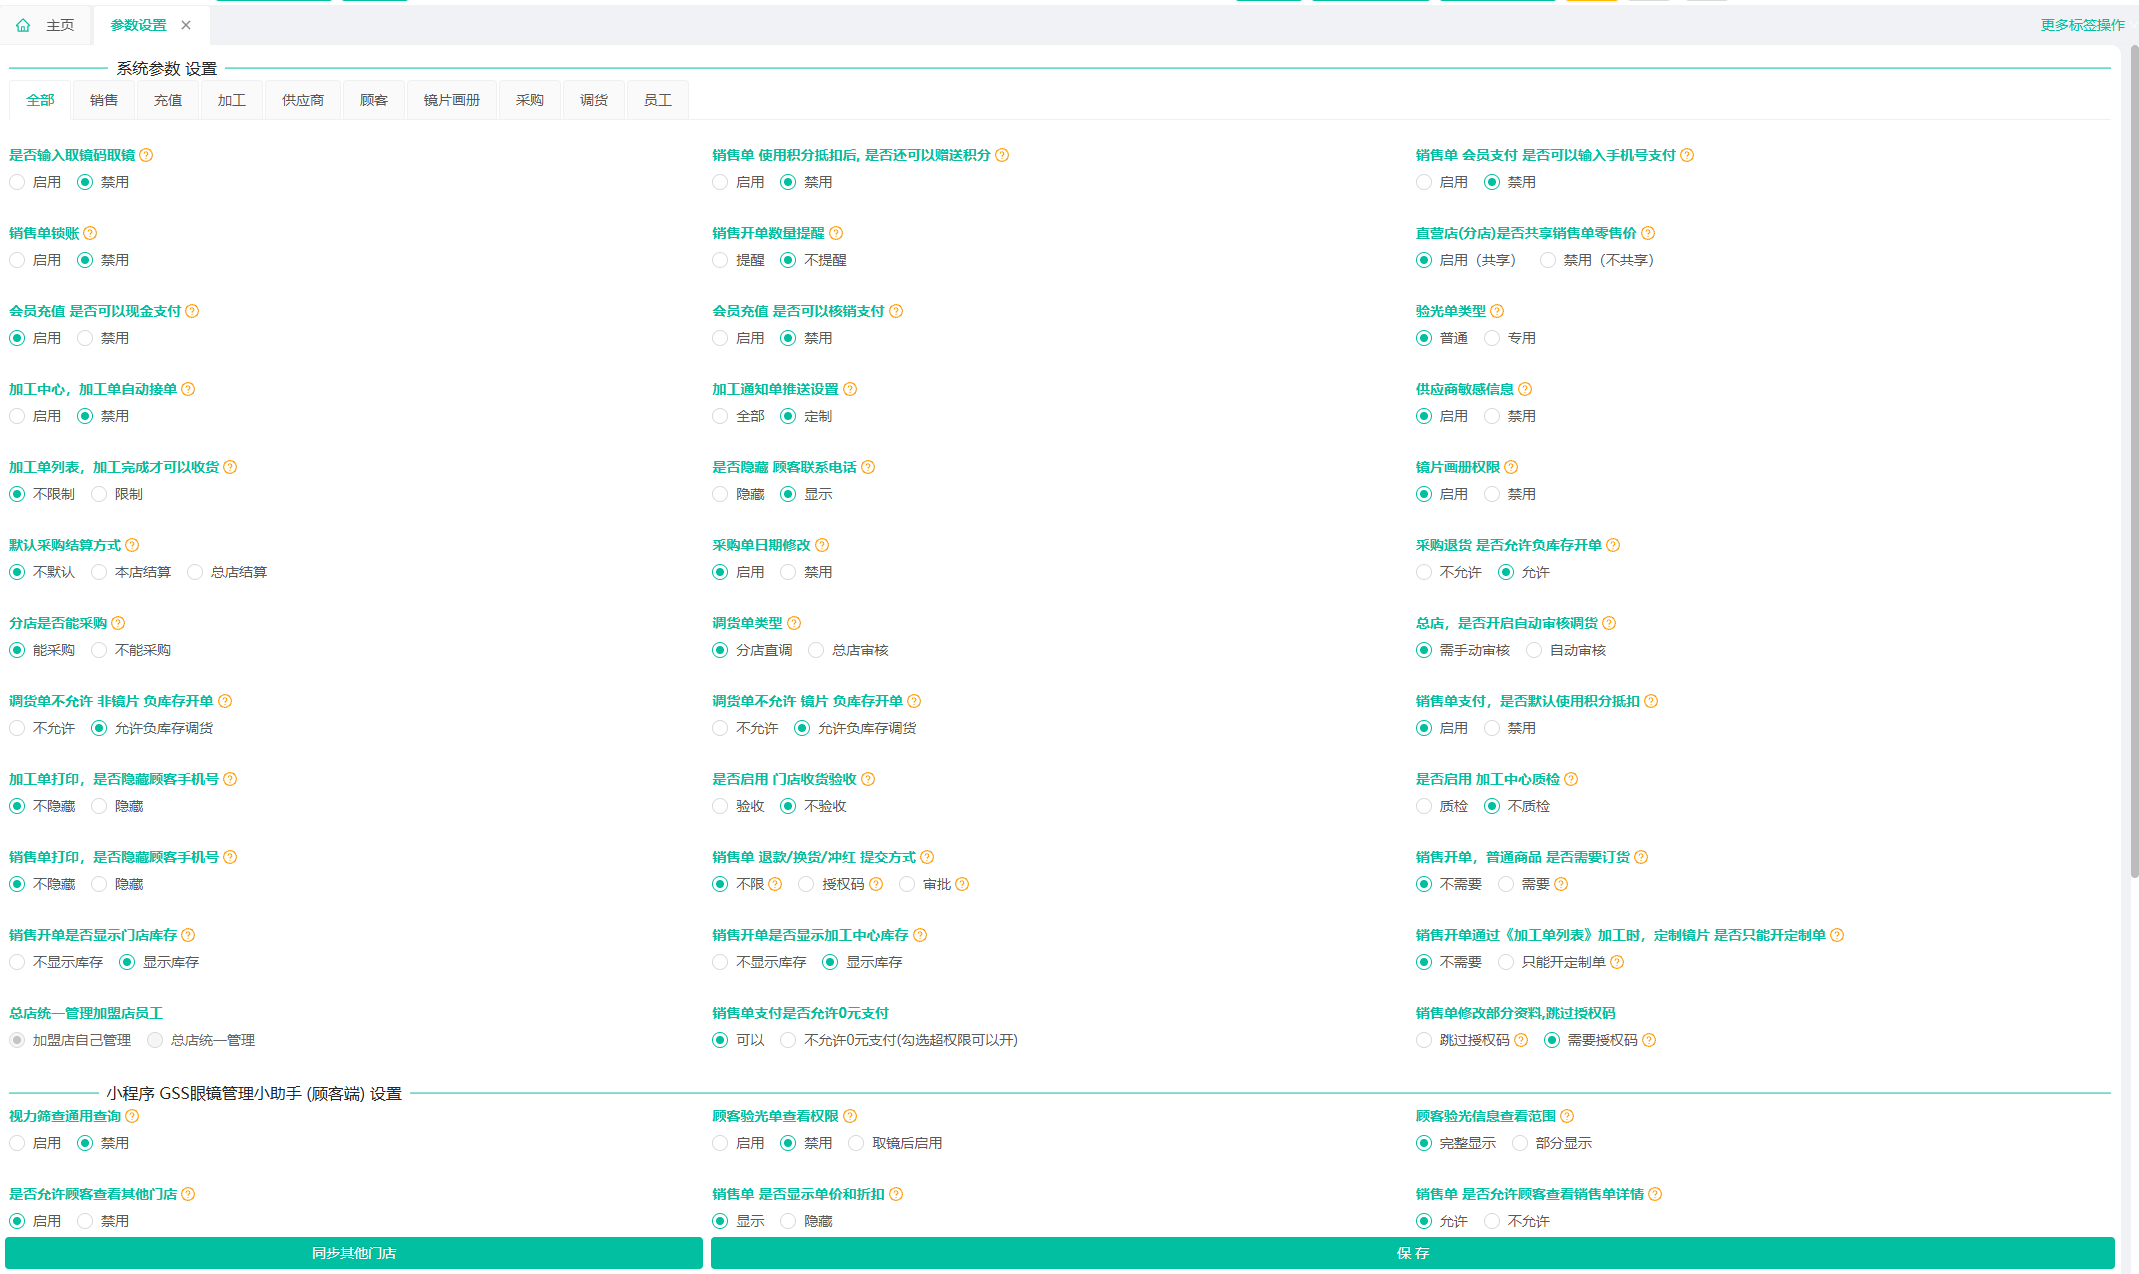 主页
参数设置
更多标签操作
系统参数 设置
全部 销售 充值 加工 供应商 顾客 镜片画册 采购 调货 员工
是否输入取镜码取镜
启用 禁用
销售单 使用积分抵扣后, 是否还可以赠送积分
启用 禁用
销售单 会员支付 是否可以输入手机号支付
启用 禁用
销售单锁账
启用 禁用
销售开单数量提醒
提醒 不提醒
直营店(分店)是否共享销售单零售价
启用（共享） 禁用（不共享）
会员充值 是否可以现金支付
启用 禁用
会员充值 是否可以核销支付
启用 禁用
验光单类型
普通 专用
加工中心，加工单自动接单
启用 禁用
加工通知单推送设置
全部 定制
供应商敏感信息
启用 禁用
加工单列表，加工完成才可以收货
不限制 限制
是否隐藏 顾客联系电话
隐藏 显示
镜片画册权限
启用 禁用
默认采购结算方式
不默认 本店结算 总店结算
采购单日期修改
启用 禁用
采购退货 是否允许负库存开单
不允许 允许
分店是否能采购
能采购 不能采购
调货单类型
分店直调 总店审核
总店，是否开启自动审核调货
需手动审核 自动审核
调货单不允许 非镜片 负库存开单
不允许 允许负库存调货
调货单不允许 镜片 负库存开单
不允许 允许负库存调货
销售单支付，是否默认使用积分抵扣
启用 禁用
加工单打印，是否隐藏顾客手机号
不隐藏 隐藏
是否启用 门店收货验收
验收 不验收
是否启用 加工中心质检
质检 不质检
销售单打印，是否隐藏顾客手机号
不隐藏 隐藏
销售单 退款/换货/冲红 提交方式
不限 授权码 审批
销售开单，普通商品 是否需要订货
不需要 需要
销售开单是否显示门店库存
不显示库存 显示库存
销售开单是否显示加工中心库存
不显示库存 显示库存
销售开单通过《加工单列表》加工时，定制镜片 是否只能开定制单
不需要 只能开定制单
总店统一管理加盟店员工
加盟店自己管理 总店统一管理
销售单支付是否允许0元支付
可以 不允许0元支付(勾选超权限可以开)
销售单修改部分资料,跳过授权码
跳过授权码 需要授权码
小程序 GSS眼镜管理小助手 (顾客端) 设置
视力筛查通用查询
启用 禁用
顾客验光单查看权限
启用 禁用 取镜后启用
顾客验光信息查看范围
完整显示 部分显示
是否允许顾客查看其他门店
启用 禁用
销售单 是否显示单价和折扣
显示 隐藏
销售单 是否允许顾客查看销售单详情
允许 不允许
同步其他门店
保 存